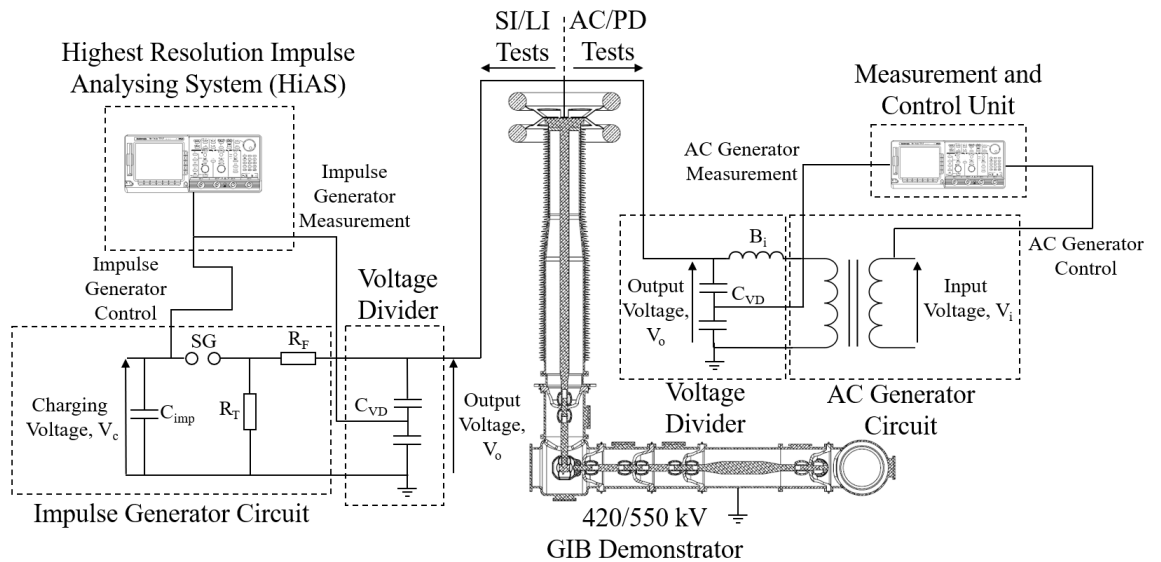 SI/LI
Tests
AC/PD
Tests
Highest Resolution Impulse
Analysing System (HiAS)
Impulse
Generator
Measurement
Impulse
Generator
Control
Voltage
Divider
SG
R_F
Charging
Voltage, V_c
C_imp
R_T
C_VD
Output
Voltage,
V_o
Impulse Generator Circuit
Measurement and
Control Unit
AC Generator
Measurement
AC Generator
Control
B_i
Output
Voltage,
V_o
C_VD
Input
Voltage, V_i
Voltage
Divider
AC Generator
Circuit
420/550 kV
GIB Demonstrator